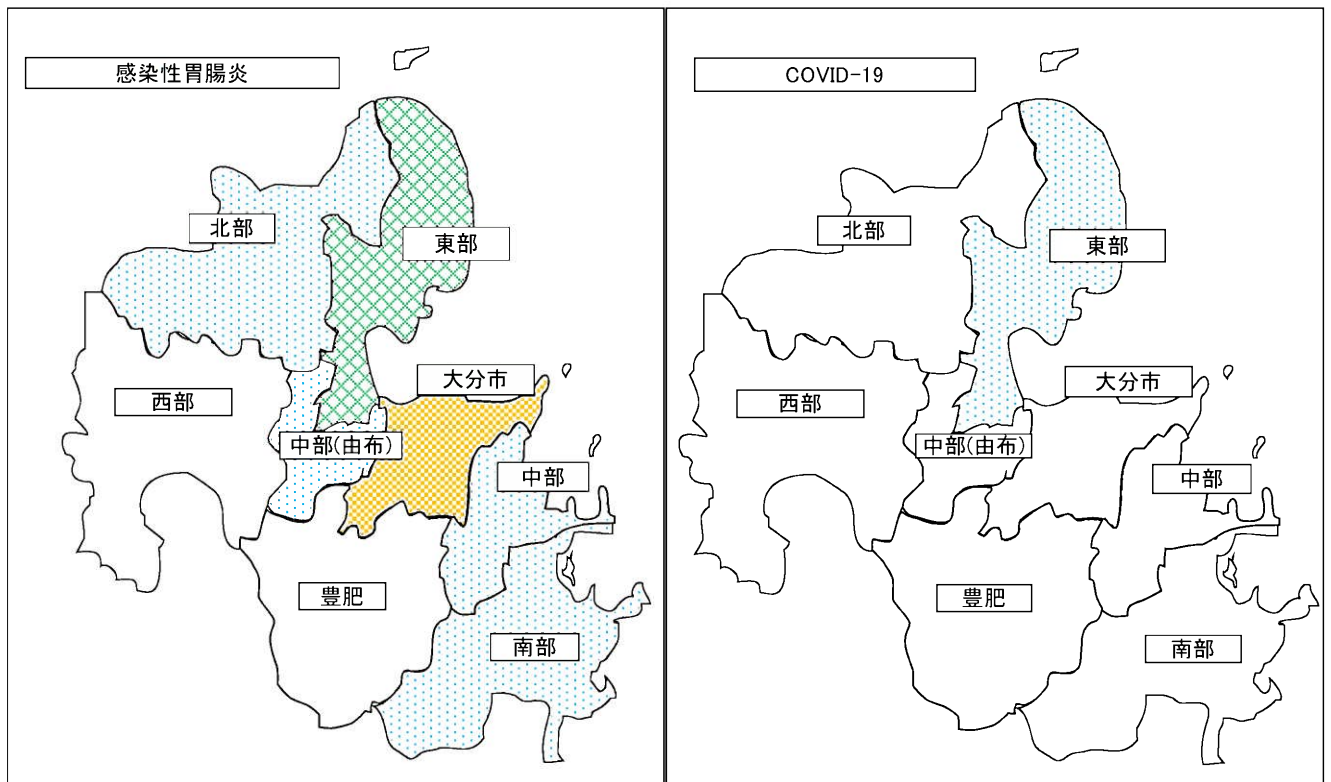 感染性胃腸炎
北部
東部
大分市
西部
中部(由布)
中部
豊肥
南部
COVID-19
北部
東部
大分市
西部
中部(由布)
中部
豊肥
南部